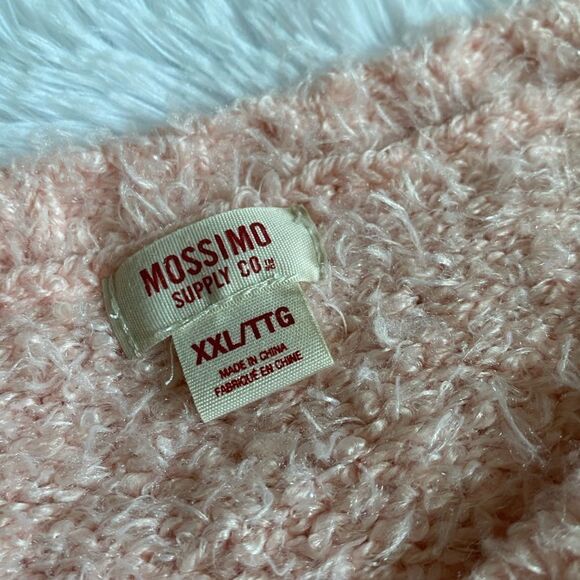 MOSSIMO
SUPPLY CO.
XXL/TTG
MADE IN CHINA
FABRIQUÉ EN CHINE